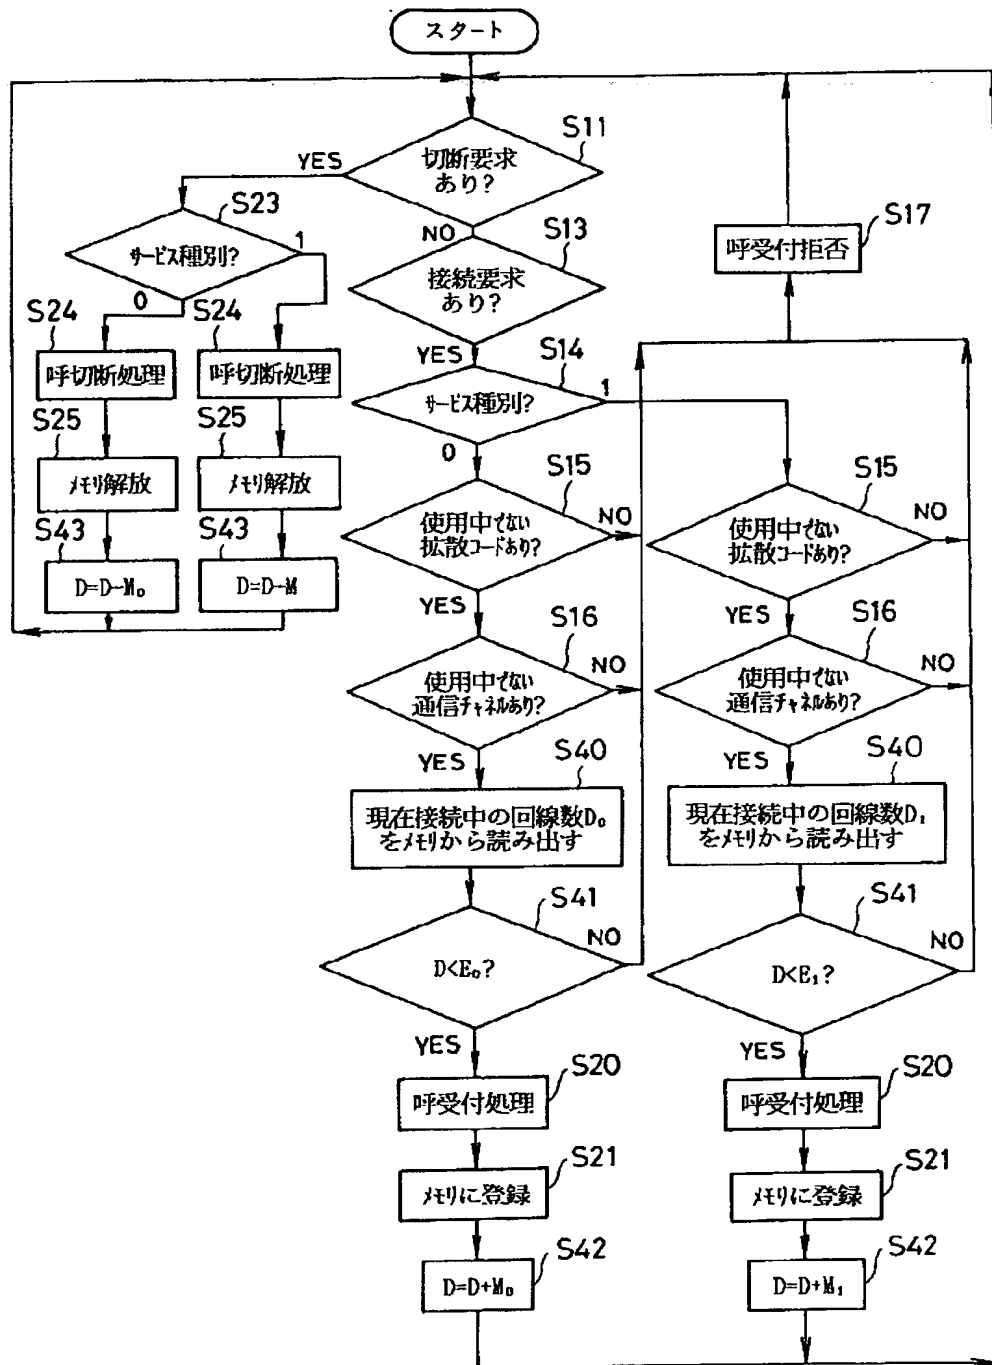 スタート
S11
切断要求
あり?
YES
NO
S23
サービス種別?
1
0
S13
接続要求
あり?
YES
S17
呼受付拒否
S24
呼切断処理
S24
呼切断処理
S25
メモリ解放
S25
メモリ解放
S43
D=D-M₀
S43
D=D-M
S14
サービス種別?
1
0
S15
使用中でない
拡散コードあり?
NO
YES
S16
使用中でない
通信チャネルあり?
NO
YES
S40
現在接続中の回線数D₀
をメモリから読み出す
S41
D<E₀?
NO
YES
S20
呼受付処理
S21
メモリに登録
S42
D=D+M₀
S15
使用中でない
拡散コードあり?
NO
YES
S16
使用中でない
通信チャネルあり?
NO
YES
S40
現在接続中の回線数D₁
をメモリから読み出す
S41
D<E₁?
NO
YES
S20
呼受付処理
S21
メモリに登録
S42
D=D+M₁